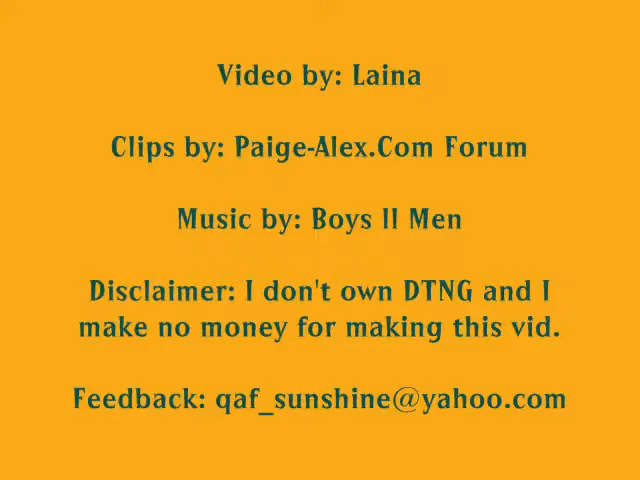 Video by: Laina
Clips by: Paige-Alex.Com Forum
Music by: Boys II Men
Disclaimer: I don't own DTNG and I
make no money for making this vid.
Feedback: qaf_sunshine@yahoo.com